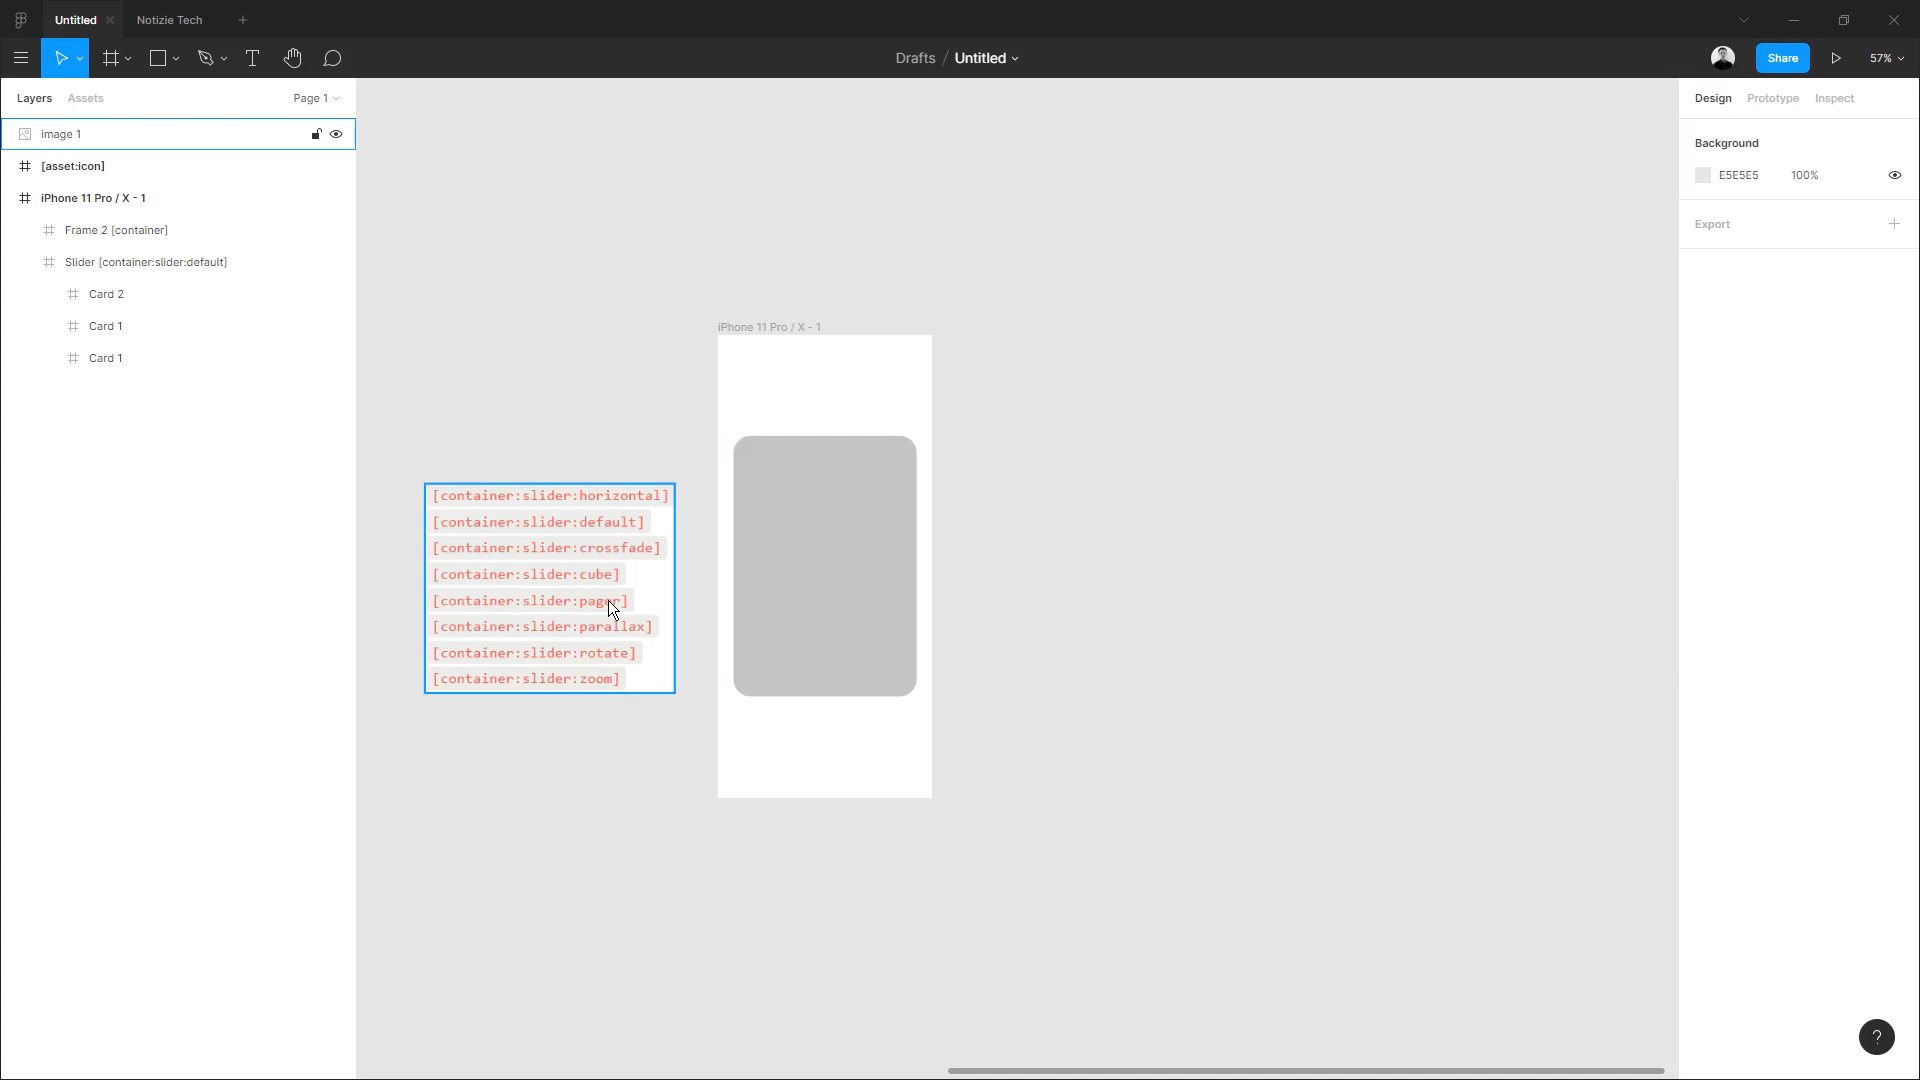 Untitled
Notizie Tech
Drafts / Untitled
Share
57%
Layers
Assets
Page 1
image 1
[asset:icon]
iPhone 11 Pro / X - 1
Frame 2 [container]
Slider [container:slider:default]
Card 2
Card 1
Card 1
iPhone 11 Pro / X - 1
[container:slider:horizontal]
[container:slider:default]
[container:slider:crossfade]
[container:slider:cube]
[container:slider:pager]
[container:slider:parallax]
[container:slider:rotate]
[container:slider:zoom]
Design
Prototype
Inspect
Background
E5E5E5
100%
Export
?